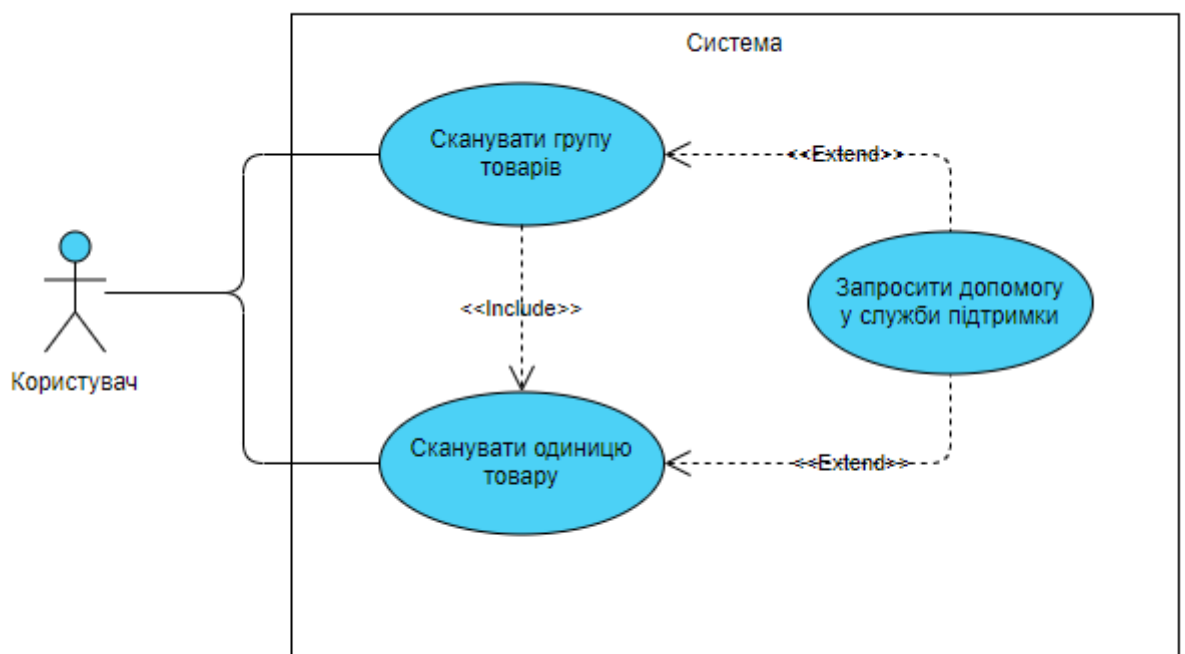 Система
Сканувати групу
товарів
<<Extend>>
Запросити допомогу
у служби підтримки
<<Include>>
Користувач
Сканувати одиницю
товару
<<Extend>>